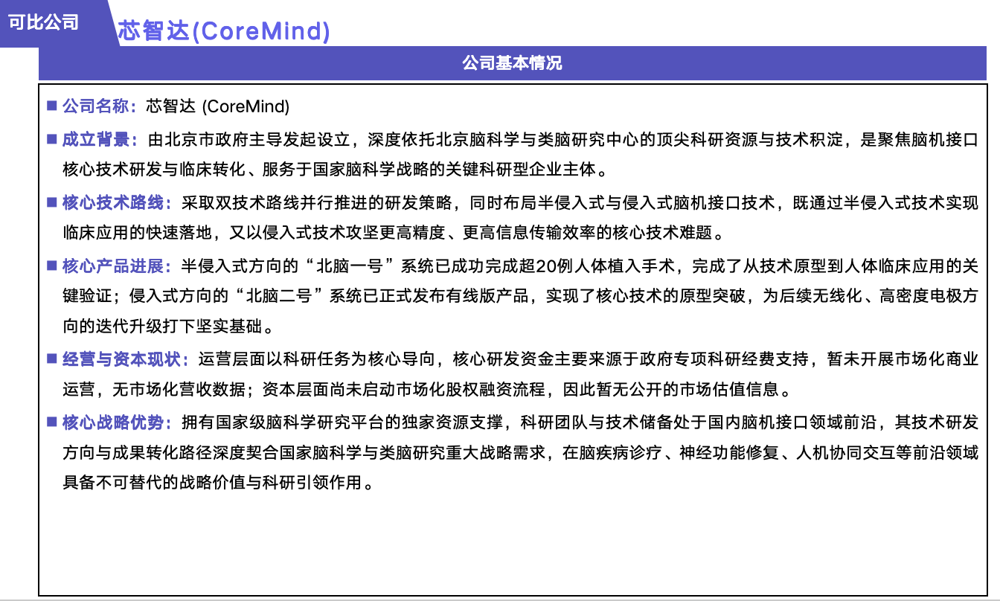 可比公司
芯智达(CoreMind)
公司基本情况
■ 公司名称：芯智达 (CoreMind)
■ 成立背景：由北京市政府主导发起设立，深度依托北京脑科学与类脑研究中心的顶尖科研资源与技术积淀，是聚焦脑机接口
核心技术研发与临床转化、服务于国家脑科学战略的关键科研型企业主体。
■ 核心技术路线：采取双技术路线并行推进的研发策略，同时布局半侵入式与侵入式脑机接口技术，既通过半侵入式技术实现
临床应用的快速落地，又以侵入式技术攻坚更高精度、更高信息传输效率的核心技术难题。
■ 核心产品进展：半侵入式方向的“北脑一号”系统已成功完成超20例人体植入手术，完成了从技术原型到人体临床应用的关
键验证；侵入式方向的“北脑二号”系统已正式发布有线版产品，实现了核心技术的原型突破，为后续无线化、高密度电极方
向的迭代升级打下坚实基础。
■ 经营与资本现状：运营层面以科研任务为核心导向，核心研发资金主要来源于政府专项科研经费支持，暂未开展市场化商业
运营，无市场化营收数据；资本层面尚未启动市场化股权融资流程，因此暂无公开的市场估值信息。
■ 核心战略优势：拥有国家级脑科学研究平台的独家资源支撑，科研团队与技术储备处于国内脑机接口领域前沿，其技术研发
方向与成果转化路径深度契合国家脑科学与类脑研究重大战略需求，在脑疾病诊疗、神经功能修复、人机协同交互等前沿领域
具备不可替代的战略价值与科研引领作用。